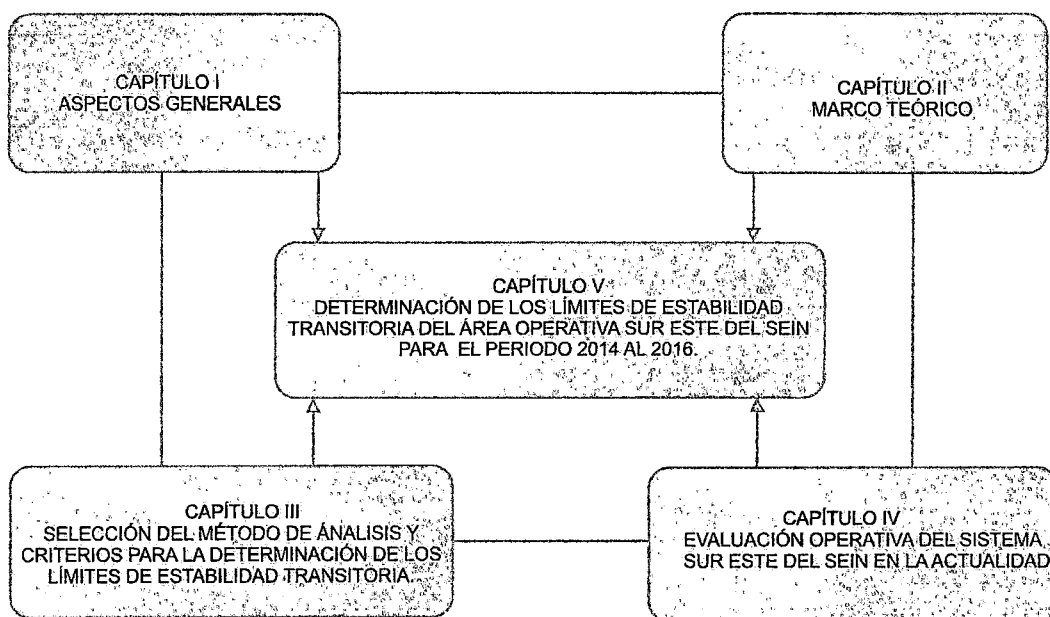 CAPÍTULO I
ASPECTOS GENERALES
CAPÍTULO II
MARCO TEÓRICO
CAPÍTULO V
DETERMINACIÓN DE LOS LÍMITES DE ESTABILIDAD
TRANSITORIA DEL ÁREA OPERATIVA SUR ESTE DEL SEIN
PARA EL PERIODO 2014 AL 2016.
CAPÍTULO III
SELECCIÓN DEL MÉTODO DE ÁNALISIS Y
CRITERIOS PARA LA DETERMINACIÓN DE LOS
LÍMITES DE ESTABILIDAD TRANSITORIA.
CAPÍTULO IV
EVALUACIÓN OPERATIVA DEL SISTEMA
SUR ESTE DEL SEIN EN LA ACTUALIDAD